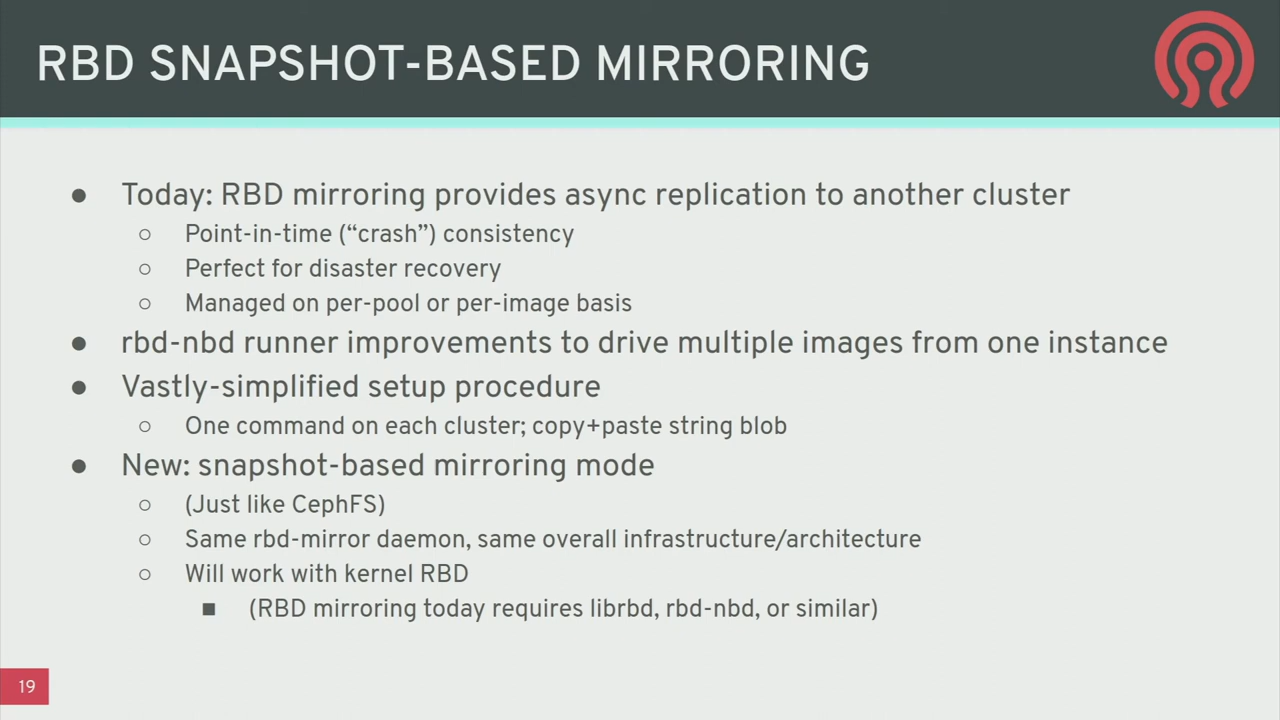 RBD SNAPSHOT-BASED MIRRORING
● Today: RBD mirroring provides async replication to another cluster
○ Point-in-time (“crash”) consistency
○ Perfect for disaster recovery
○ Managed on per-pool or per-image basis
● rbd-nbd runner improvements to drive multiple images from one instance
● Vastly-simplified setup procedure
○ One command on each cluster; copy+paste string blob
● New: snapshot-based mirroring mode
○ (Just like CephFS)
○ Same rbd-mirror daemon, same overall infrastructure/architecture
○ Will work with kernel RBD
■ (RBD mirroring today requires librbd, rbd-nbd, or similar)
19